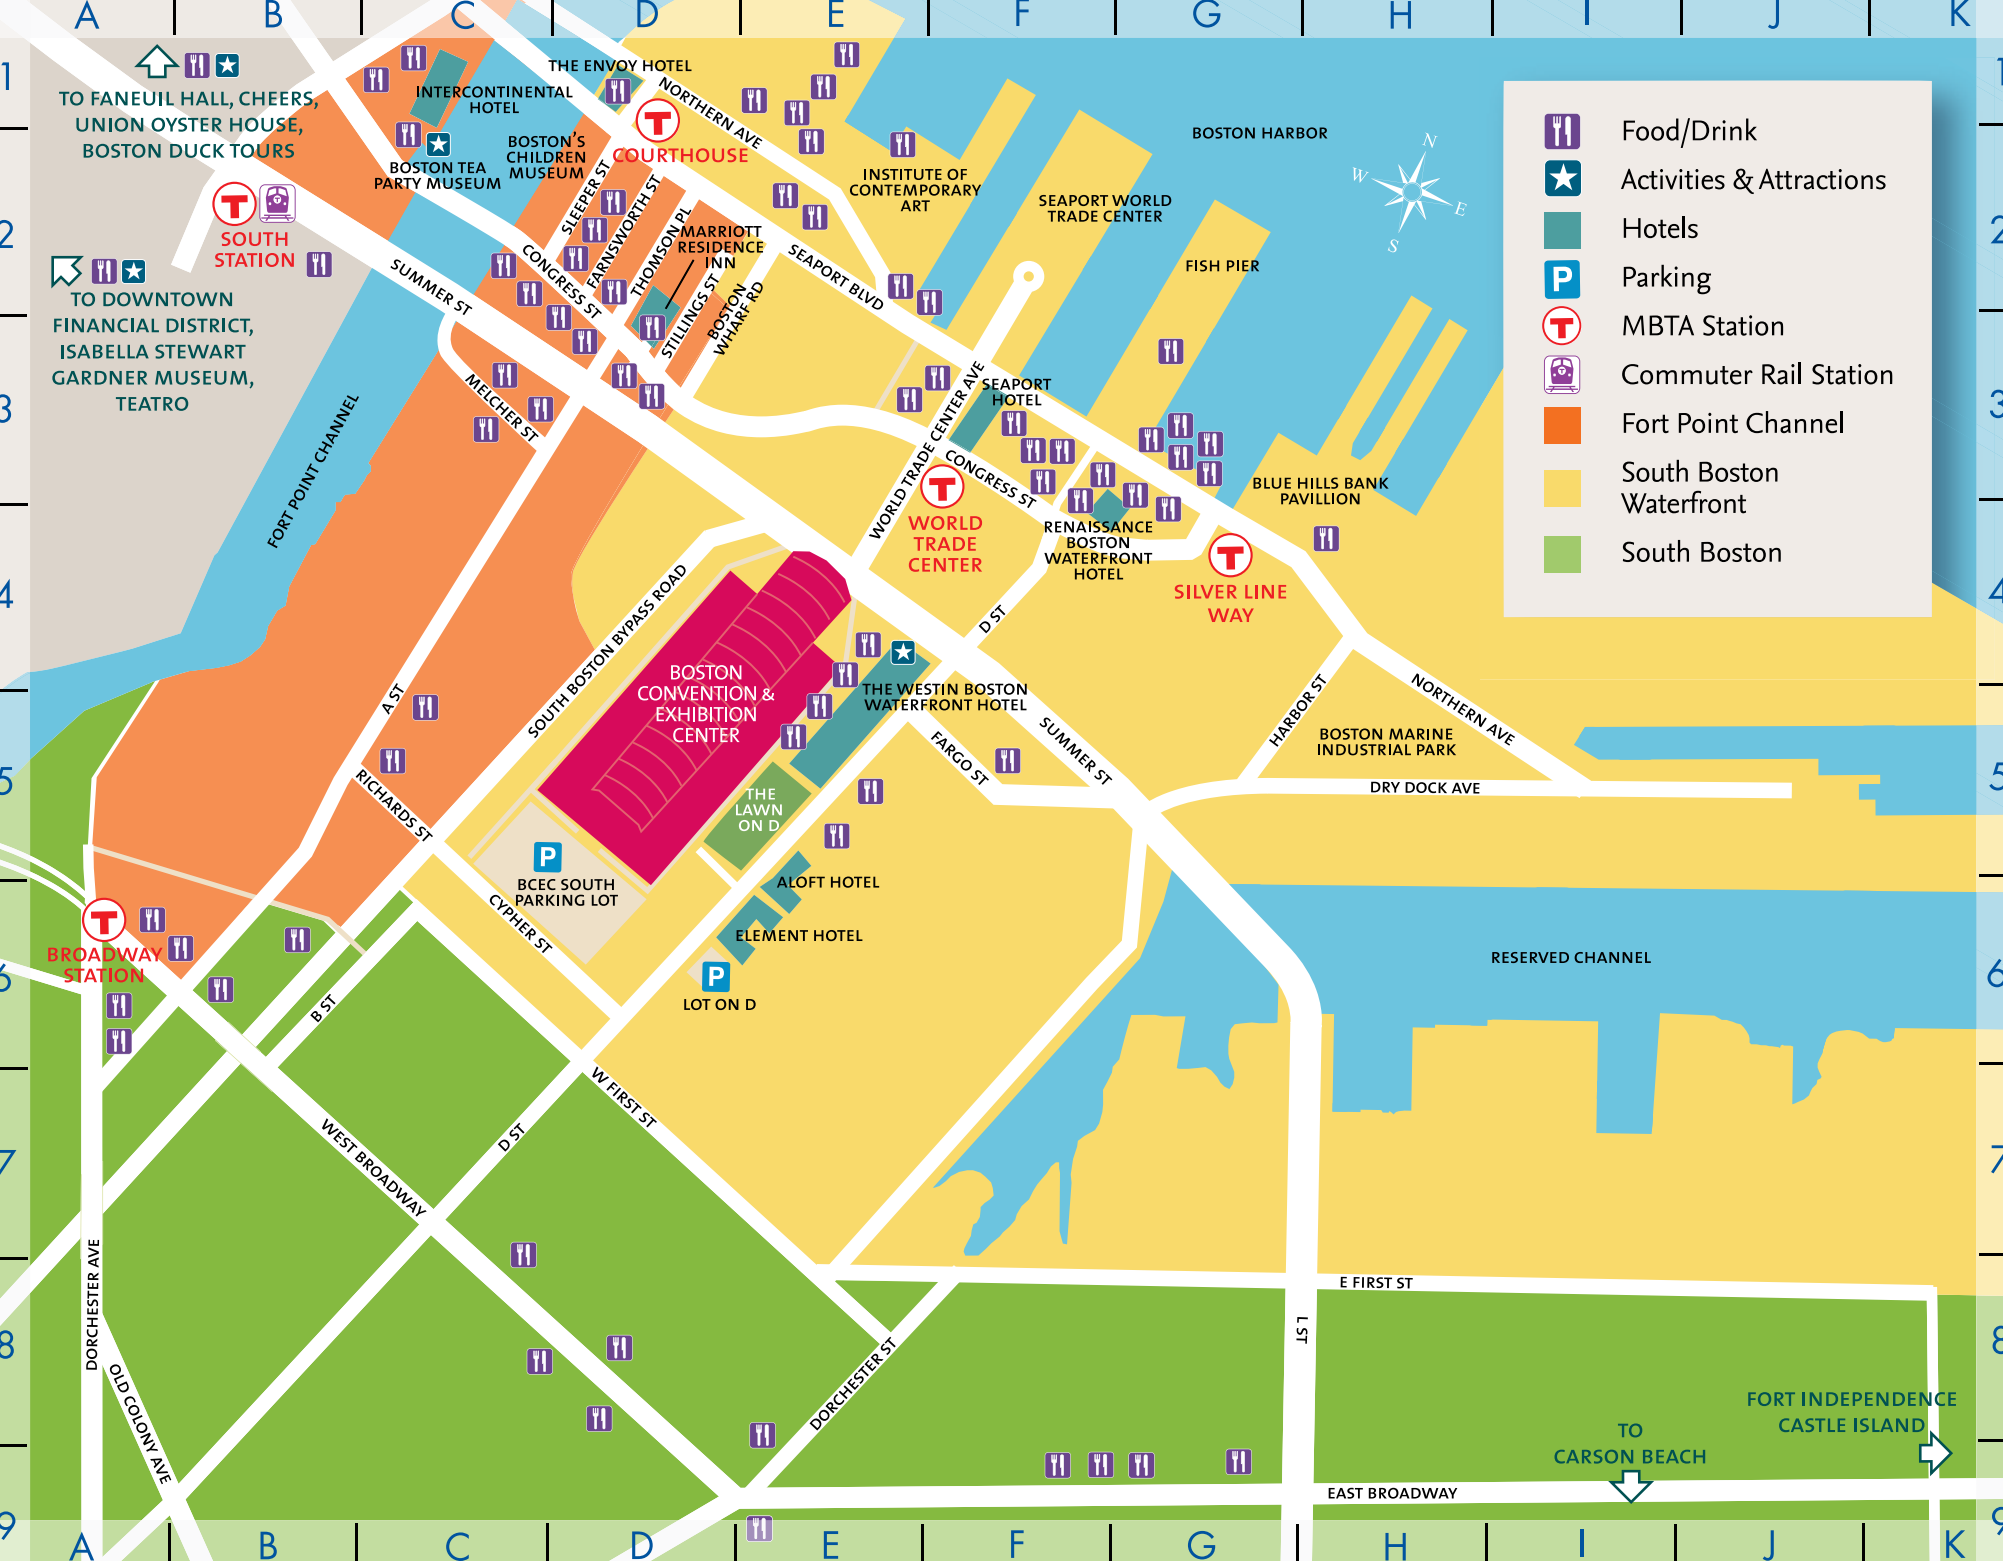 A B C D E F G H I J K
1
TO FANEUIL HALL, CHEERS,
UNION OYSTER HOUSE,
BOSTON DUCK TOURS
INTERCONTINENTAL
HOTEL
THE ENVOY HOTEL
NORTHERN AVE
T
COURTHOUSE
BOSTON TEA
PARTY MUSEUM
BOSTON'S
CHILDREN
MUSEUM
INSTITUTE OF
CONTEMPORARY
ART
BOSTON HARBOR
N
W
E
S
1
Food/Drink
Activities & Attractions
Hotels
P
Parking
T
MBTA Station
Commuter Rail Station
Fort Point Channel
South Boston
Waterfront
South Boston
2
T
SOUTH
STATION
SUMMER ST
CONGRESS ST
SLEEPER ST
FARNSWORTH ST
THOMSON PL
MARRIOTT
RESIDENCE
INN
STILLINGS ST
BOSTON
WHARF RD
SEAPORT BLVD
SEAPORT WORLD
TRADE CENTER
FISH PIER
2
TO DOWNTOWN
FINANCIAL DISTRICT,
ISABELLA STEWART
GARDNER MUSEUM,
TEATRO
3
FORT POINT CHANNEL
MELCHER ST
WORLD TRADE CENTER AVE
SEAPORT
HOTEL
CONGRESS ST
T
WORLD
TRADE
CENTER
RENAISSANCE
BOSTON
WATERFRONT
HOTEL
BLUE HILLS BANK
PAVILLION
3
4
T
SILVER LINE
WAY
D ST
SOUTH BOSTON BYPASS ROAD
BOSTON
CONVENTION &
EXHIBITION
CENTER
THE WESTIN BOSTON
WATERFRONT HOTEL
4
5
A ST
RICHARDS ST
FARGO ST
SUMMER ST
HARBOR ST
NORTHERN AVE
BOSTON MARINE
INDUSTRIAL PARK
DRY DOCK AVE
5
THE
LAWN
ON D
P
BCEC SOUTH
PARKING LOT
ALOFT HOTEL
CYPHER ST
ELEMENT HOTEL
P
LOT ON D
6
T
BROADWAY
STATION
B ST
RESERVED CHANNEL
6
7
W FIRST ST
D ST
WEST BROADWAY
7
8
DORCHESTER AVE
OLD COLONY AVE
DORCHESTER ST
E FIRST ST
L ST
8
FORT INDEPENDENCE
CASTLE ISLAND
TO
CARSON BEACH
9
EAST BROADWAY
9
A B C D E F G H I J K